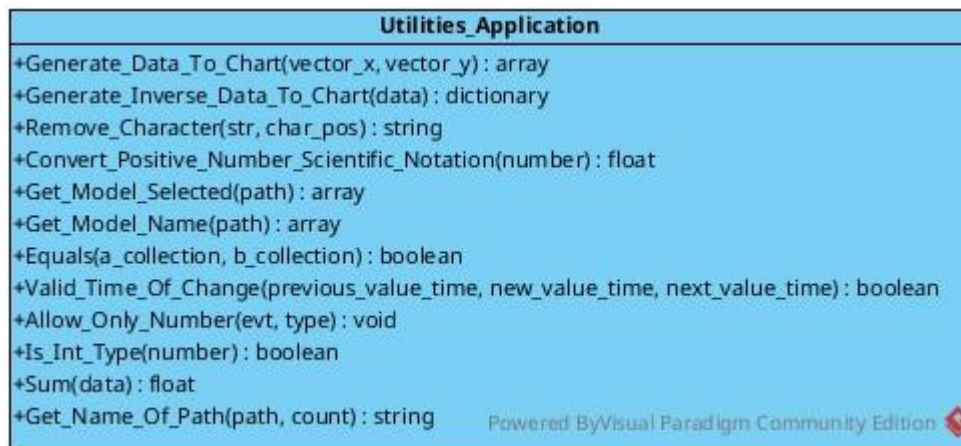 Utilities_Application
+Generate_Data_To_Chart(vector_x, vector_y) : array
+Generate_Inverse_Data_To_Chart(data) : dictionary
+Remove_Character(str, char_pos) : string
+Convert_Positive_Number_Scientific_Notation(number) : float
+Get_Model_Selected(path) : array
+Get_Model_Name(path) : array
+Equals(a_collection, b_collection) : boolean
+Valid_Time_Of_Change(previous_value_time, new_value_time, next_value_time) : boolean
+Allow_Only_Number(evt, type) : void
+Is_Int_Type(number) : boolean
+Sum(data) : float
+Get_Name_Of_Path(path, count) : string
Powered ByVisual Paradigm Community Edition